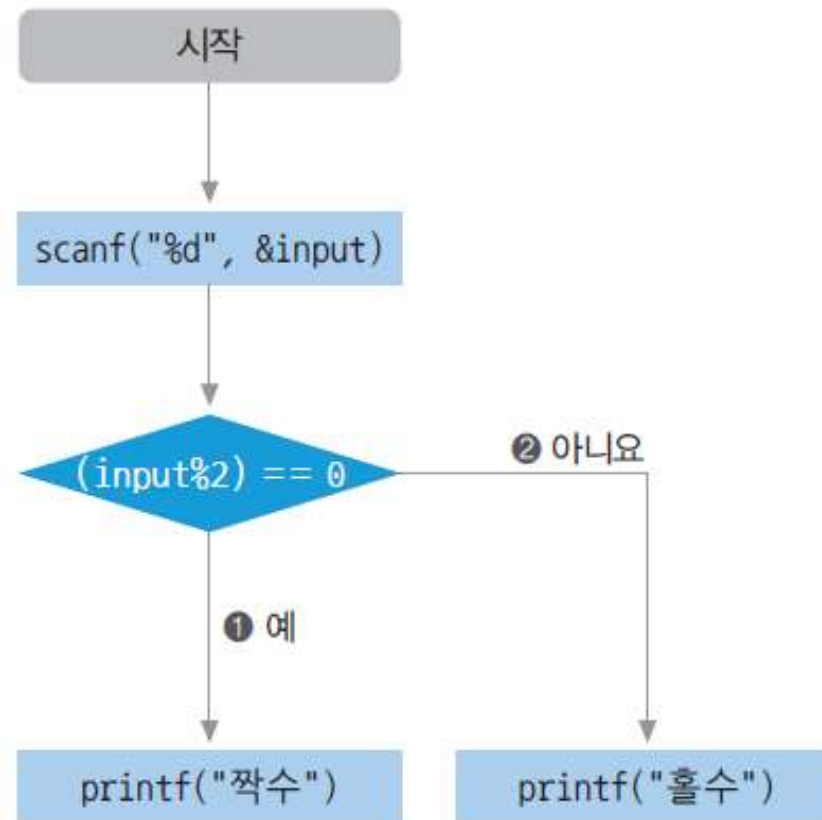 시작
scanf("%d", &input)
(input%2) == 0
❷ 아니요
❶ 예
printf("짝수")
printf("홀수")